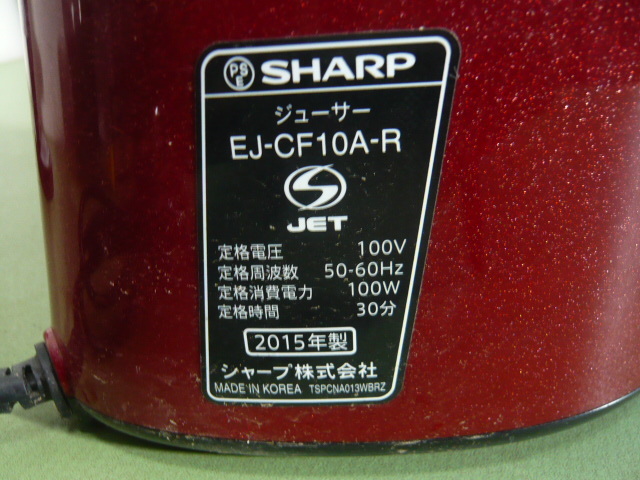 PSE SHARP
ジューサー
EJ-CF10A-R
S
JET
定格電圧 100V
定格周波数 50-60Hz
定格消費電力 100W
定格時間 30分
2015年製
シャープ株式会社
MADE IN KOREA TSPCNA013WBRZ